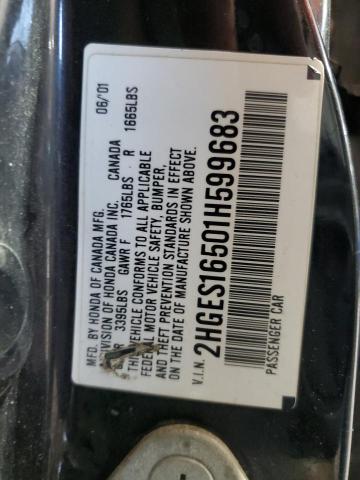 MFD. BY HONDA OF CANADA MFG. 06/01
DIVISION OF HONDA CANADA INC. CANADA
3395LBS GAWR F 1765LBS R 1665LBS
THIS VEHICLE CONFORMS TO ALL APPLICABLE
FEDERAL MOTOR VEHICLE SAFETY, BUMPER,
AND THEFT PREVENTION STANDARDS IN EFFECT
ON THE DATE OF MANUFACTURE SHOWN ABOVE.
V.I.N. 2HGES16501H599683
PASSENGER CAR